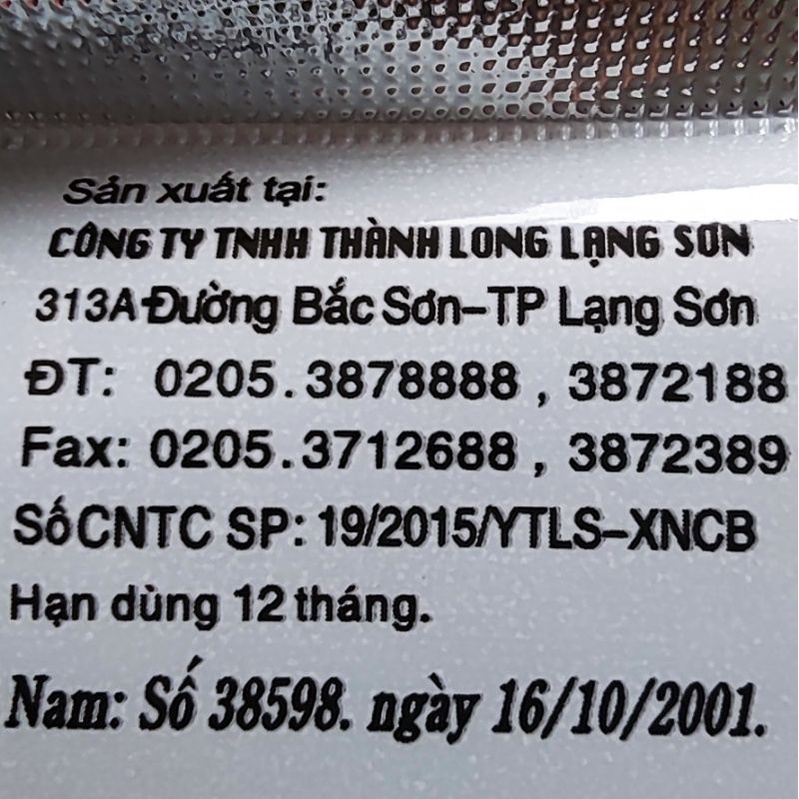 Sản xuất tại:
CÔNG TY TNHH THÀNH LONG LẠNG SƠN
313A Đường Bắc Sơn-TP Lạng Sơn
ĐT: 0205.3878888 , 3872188
Fax: 0205.3712688 , 3872389
Số CNTC SP: 19/2015/YTLS-XNCB
Hạn dùng 12 tháng.
Nam: Số 38598. ngày 16/10/2001.